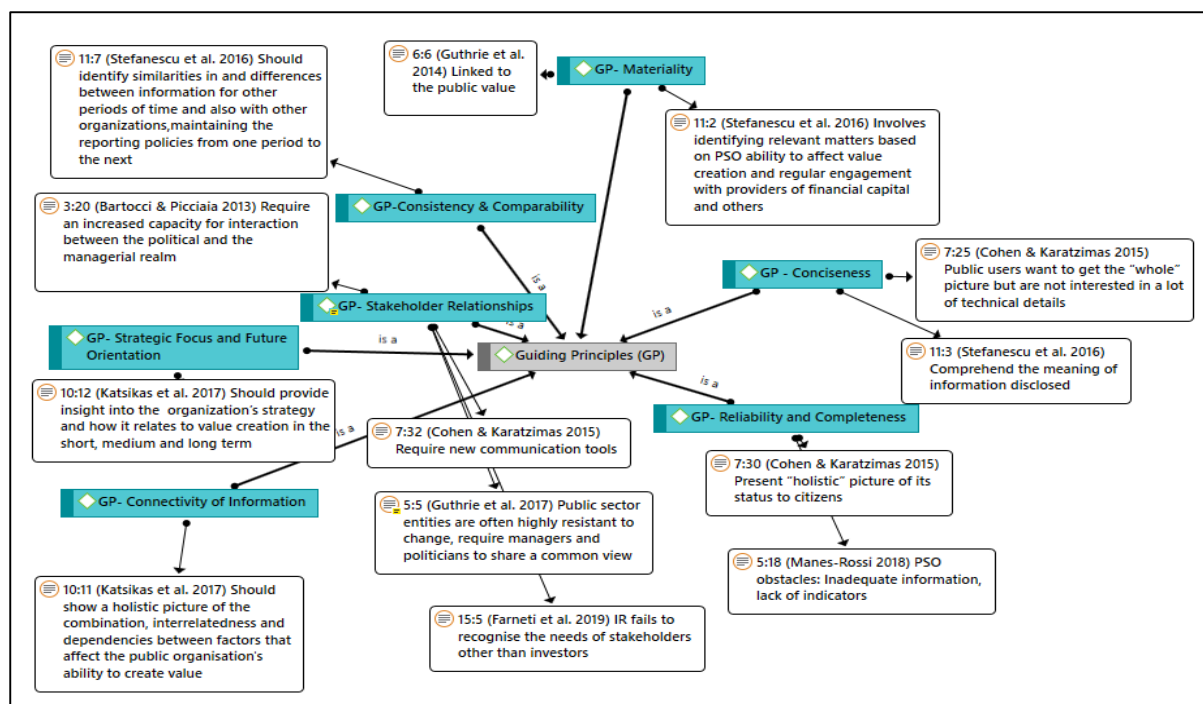 11:7 (Stefanescu et al. 2016) Should
identify similarities in and differences
between information for other
periods of time and also with other
organizations,maintaining the
reporting policies from one period to
the next
6:6 (Guthrie et al.
2014) Linked to
the public value
GP- Materiality
11:2 (Stefanescu et al. 2016) Involves
identifying relevant matters based
on PSO ability to affect value
creation and regular engagement
with providers of financial capital
and others
GP-Consistency & Comparability
3:20 (Bartocci & Picciaia 2013) Require
an increased capacity for interaction
between the political and the
managerial realm
is a
GP - Conciseness
7:25 (Cohen & Karatzimas 2015)
Public users want to get the “whole”
picture but are not interested in a lot
of technical details
GP- Stakeholder Relationships
is a
is a
GP- Strategic Focus and Future
Orientation
is a
Guiding Principles (GP)
11:3 (Stefanescu et al. 2016)
Comprehend the meaning of
information disclosed
is a
GP- Reliability and Completeness
10:12 (Katsikas et al. 2017) Should provide
insight into the organization's strategy
and how it relates to value creation in the
short, medium and long term
is a
7:32 (Cohen & Karatzimas 2015)
Require new communication tools
7:30 (Cohen & Karatzimas 2015)
Present “holistic” picture of its
status to citizens
GP- Connectivity of Information
5:5 (Guthrie et al. 2017) Public sector
entities are often highly resistant to
change, require managers and
politicians to share a common view
5:18 (Manes-Rossi 2018) PSO
obstacles: Inadequate information,
lack of indicators
10:11 (Katsikas et al. 2017) Should
show a holistic picture of the
combination, interrelatedness and
dependencies between factors that
affect the public organisation's
ability to create value
15:5 (Farneti et al. 2019) IR fails to
recognise the needs of stakeholders
other than investors